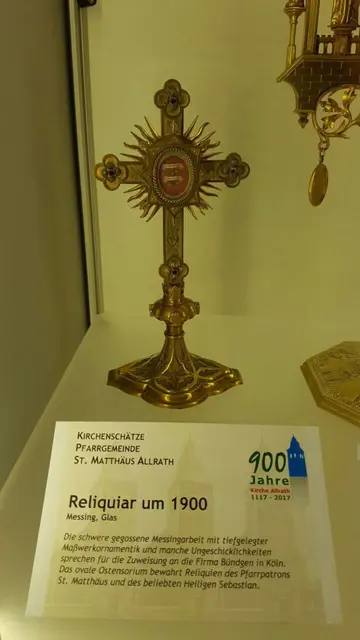 KIRCHENSCHÄTZE
PFARRGEMEINDE
ST. MATTHÄUS ALLRATH
900
Jahre
Kirche Allrath
1117 - 2017
Reliquiar um 1900
Messing, Glas
Die schwere gegossene Messingarbeit mit tiefgelegter
Maßwerkornamentik und manche Ungeschicklichkeiten
sprechen für die Zuweisung an die Firma Bündgen in Köln.
Das ovale Ostensorium bewahrt Reliquien des Pfarrpatrons
St. Matthäus und des beliebten Heiligen Sebastian.